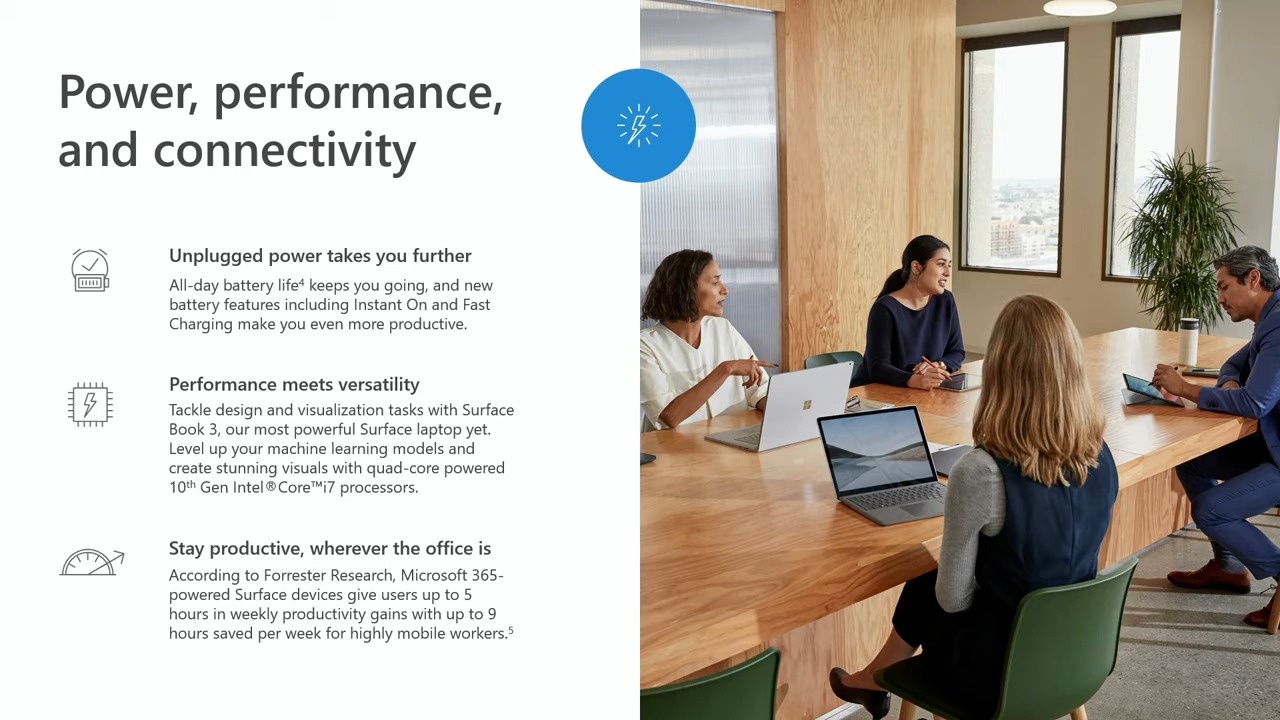 Power, performance,
and connectivity
Unplugged power takes you further
All-day battery life⁴ keeps you going, and new
battery features including Instant On and Fast
Charging make you even more productive.
Performance meets versatility
Tackle design and visualization tasks with Surface
Book 3, our most powerful Surface laptop yet.
Level up your machine learning models and
create stunning visuals with quad-core powered
10ᵗʰ Gen Intel®Core™i7 processors.
Stay productive, wherever the office is
According to Forrester Research, Microsoft 365-
powered Surface devices give users up to 5
hours in weekly productivity gains with up to 9
hours saved per week for highly mobile workers.⁵